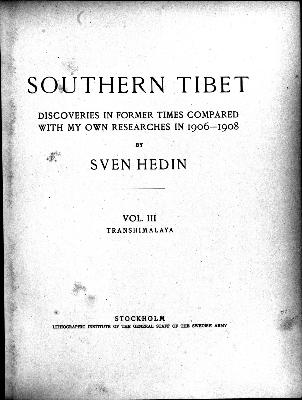 SOUTHERN TIBET
DISCOVERIES IN FORMER TIMES COMPARED
WITH MY OWN RESEARCHES IN 1906–1908
BY
SVEN HEDIN
VOL. III
TRANSHIMALAYA
STOCKHOLM
LITHOGRAPHIC INSTITUTE OF THE GENERAL STAFF OF THE SWEDISH ARMY